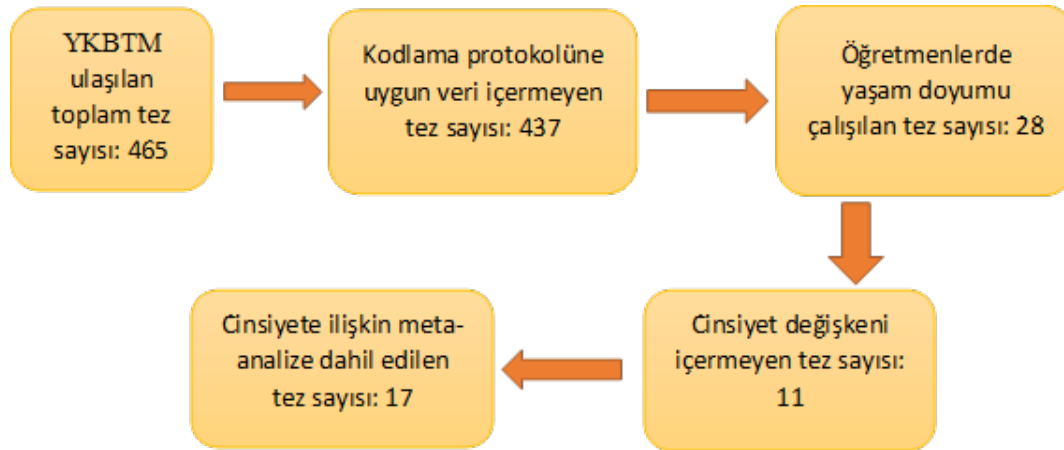 YKBTM
ulaşılan
toplam tez
sayısı: 465
Kodlama protokolüne
uygun veri içermeyen
tez sayısı: 437
Öğretmenlerde
yaşam doyumu
çalışılan tez sayısı: 28
Cinsiyete ilişkin meta-
analize dahil edilen
tez sayısı: 17
Cinsiyet değişkeni
içermeyen tez sayısı:
11